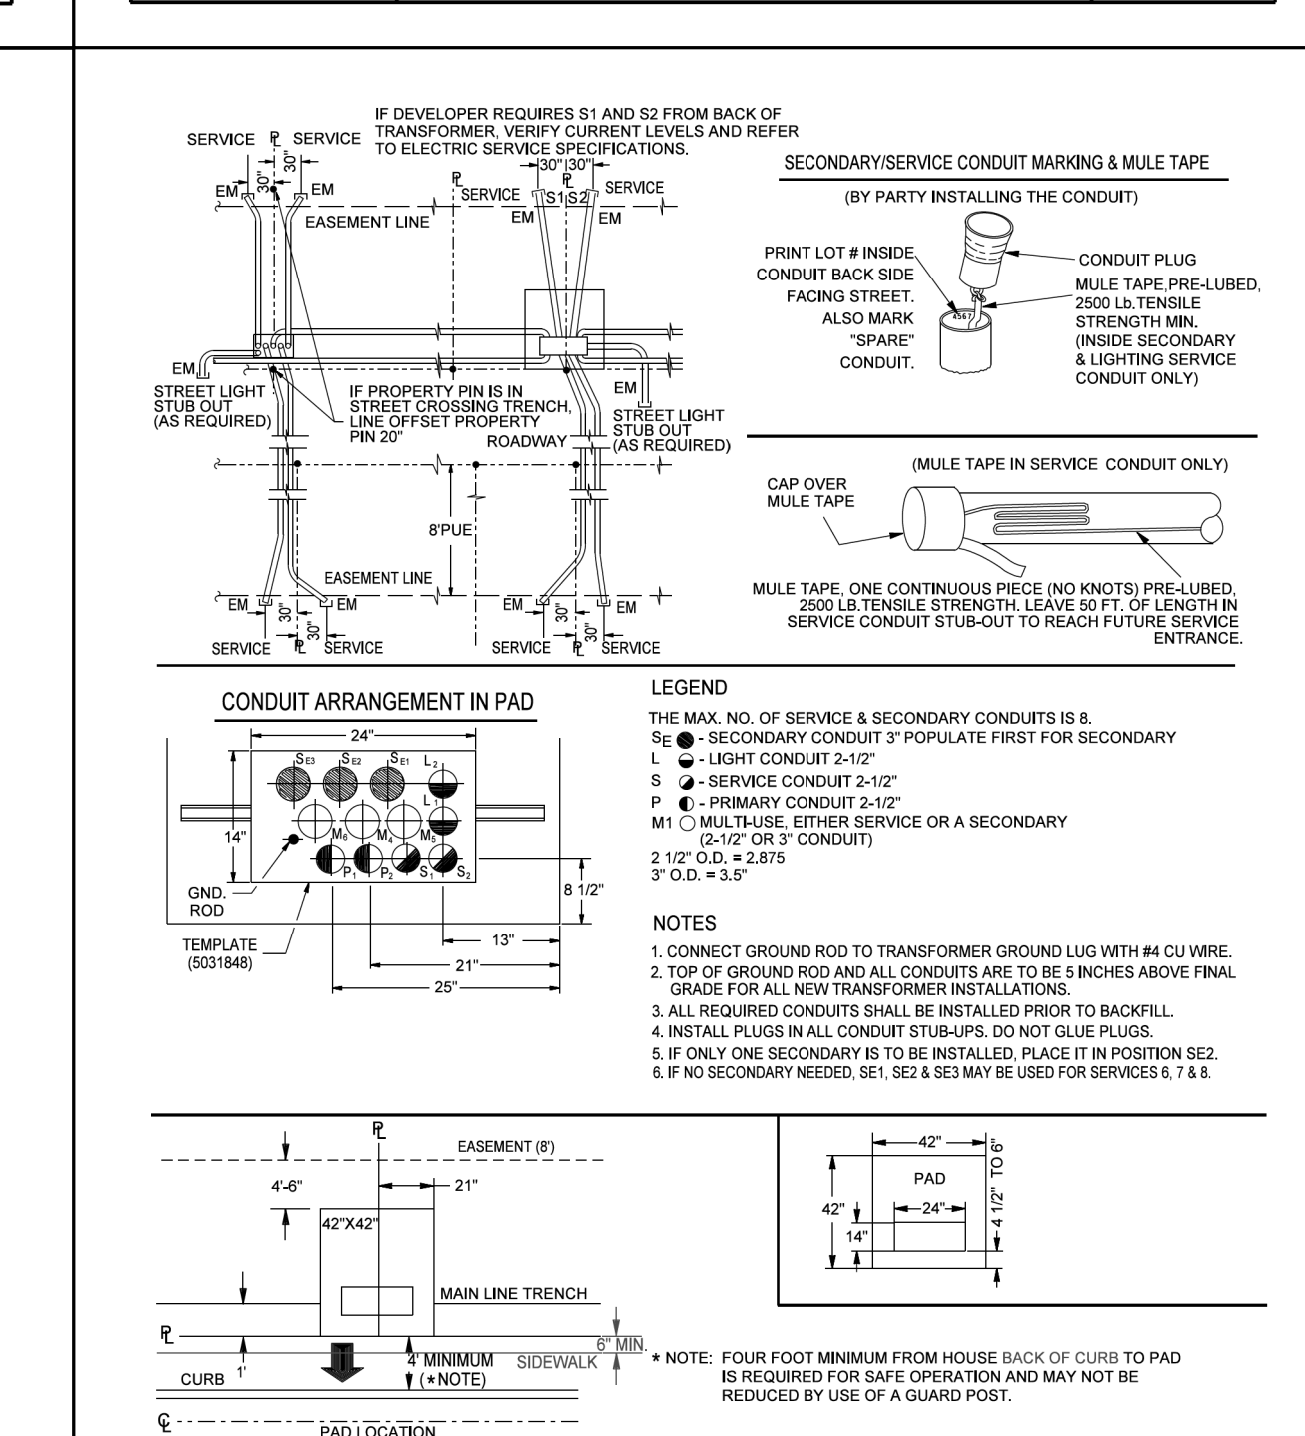 IF DEVELOPER REQUIRES S1 AND S2 FROM BACK OF
TRANSFORMER, VERIFY CURRENT LEVELS AND REFER
TO ELECTRIC SERVICE SPECIFICATIONS.
SERVICE PL SERVICE
30"
30"
EM EM
EASEMENT LINE
PL
30" 30"
PL
SERVICE S1 S2 SERVICE
EM EM
EM
STREET LIGHT
STUB OUT
(AS REQUIRED)
IF PROPERTY PIN IS IN
STREET CROSSING TRENCH,
LINE OFFSET PROPERTY
PIN 20"
ROADWAY
EM
STREET LIGHT
STUB OUT
(AS REQUIRED)
8'PUE
EASEMENT LINE
EM 30" EM
30"
SERVICE PL SERVICE
EM 30" EM
30"
SERVICE PL SERVICE
SECONDARY/SERVICE CONDUIT MARKING & MULE TAPE
(BY PARTY INSTALLING THE CONDUIT)
PRINT LOT # INSIDE
CONDUIT BACK SIDE
FACING STREET.
ALSO MARK
"SPARE"
CONDUIT.
4567
CONDUIT PLUG
MULE TAPE,PRE-LUBED,
2500 Lb.TENSILE
STRENGTH MIN.
(INSIDE SECONDARY
& LIGHTING SERVICE
CONDUIT ONLY)
(MULE TAPE IN SERVICE CONDUIT ONLY)
CAP OVER
MULE TAPE
MULE TAPE, ONE CONTINUOUS PIECE (NO KNOTS) PRE-LUBED,
2500 LB.TENSILE STRENGTH. LEAVE 50 FT. OF LENGTH IN
SERVICE CONDUIT STUB-OUT TO REACH FUTURE SERVICE
ENTRANCE.
CONDUIT ARRANGEMENT IN PAD
24"
SE3 SE2 SE1 L2
L1
14"
M6 M4 M5
P1 P2 S1 S2
GND.
ROD
8 1/2"
TEMPLATE
(5031848)
13"
21"
25"
LEGEND
THE MAX. NO. OF SERVICE & SECONDARY CONDUITS IS 8.
SE - SECONDARY CONDUIT 3" POPULATE FIRST FOR SECONDARY
L - LIGHT CONDUIT 2-1/2"
S - SERVICE CONDUIT 2-1/2"
P - PRIMARY CONDUIT 2-1/2"
M1 MULTI-USE, EITHER SERVICE OR A SECONDARY
(2-1/2" OR 3" CONDUIT)
2 1/2" O.D. = 2.875
3" O.D. = 3.5"
NOTES
1. CONNECT GROUND ROD TO TRANSFORMER GROUND LUG WITH #4 CU WIRE.
2. TOP OF GROUND ROD AND ALL CONDUITS ARE TO BE 5 INCHES ABOVE FINAL
GRADE FOR ALL NEW TRANSFORMER INSTALLATIONS.
3. ALL REQUIRED CONDUITS SHALL BE INSTALLED PRIOR TO BACKFILL.
4. INSTALL PLUGS IN ALL CONDUIT STUB-UPS. DO NOT GLUE PLUGS.
5. IF ONLY ONE SECONDARY IS TO BE INSTALLED, PLACE IT IN POSITION SE2.
6. IF NO SECONDARY NEEDED, SE1, SE2 & SE3 MAY BE USED FOR SERVICES 6, 7 & 8.
PL
EASEMENT (8')
4'-6"
21"
42"X42"
MAIN LINE TRENCH
PL
6" MIN.
SIDEWALK
CURB 1'
4' MINIMUM
(*NOTE)
CL
PAD LOCATION
42"
PAD
42"
24"
14"
4 1/2" TO 6"
* NOTE: FOUR FOOT MINIMUM FROM HOUSE BACK OF CURB TO PAD
IS REQUIRED FOR SAFE OPERATION AND MAY NOT BE
REDUCED BY USE OF A GUARD POST.